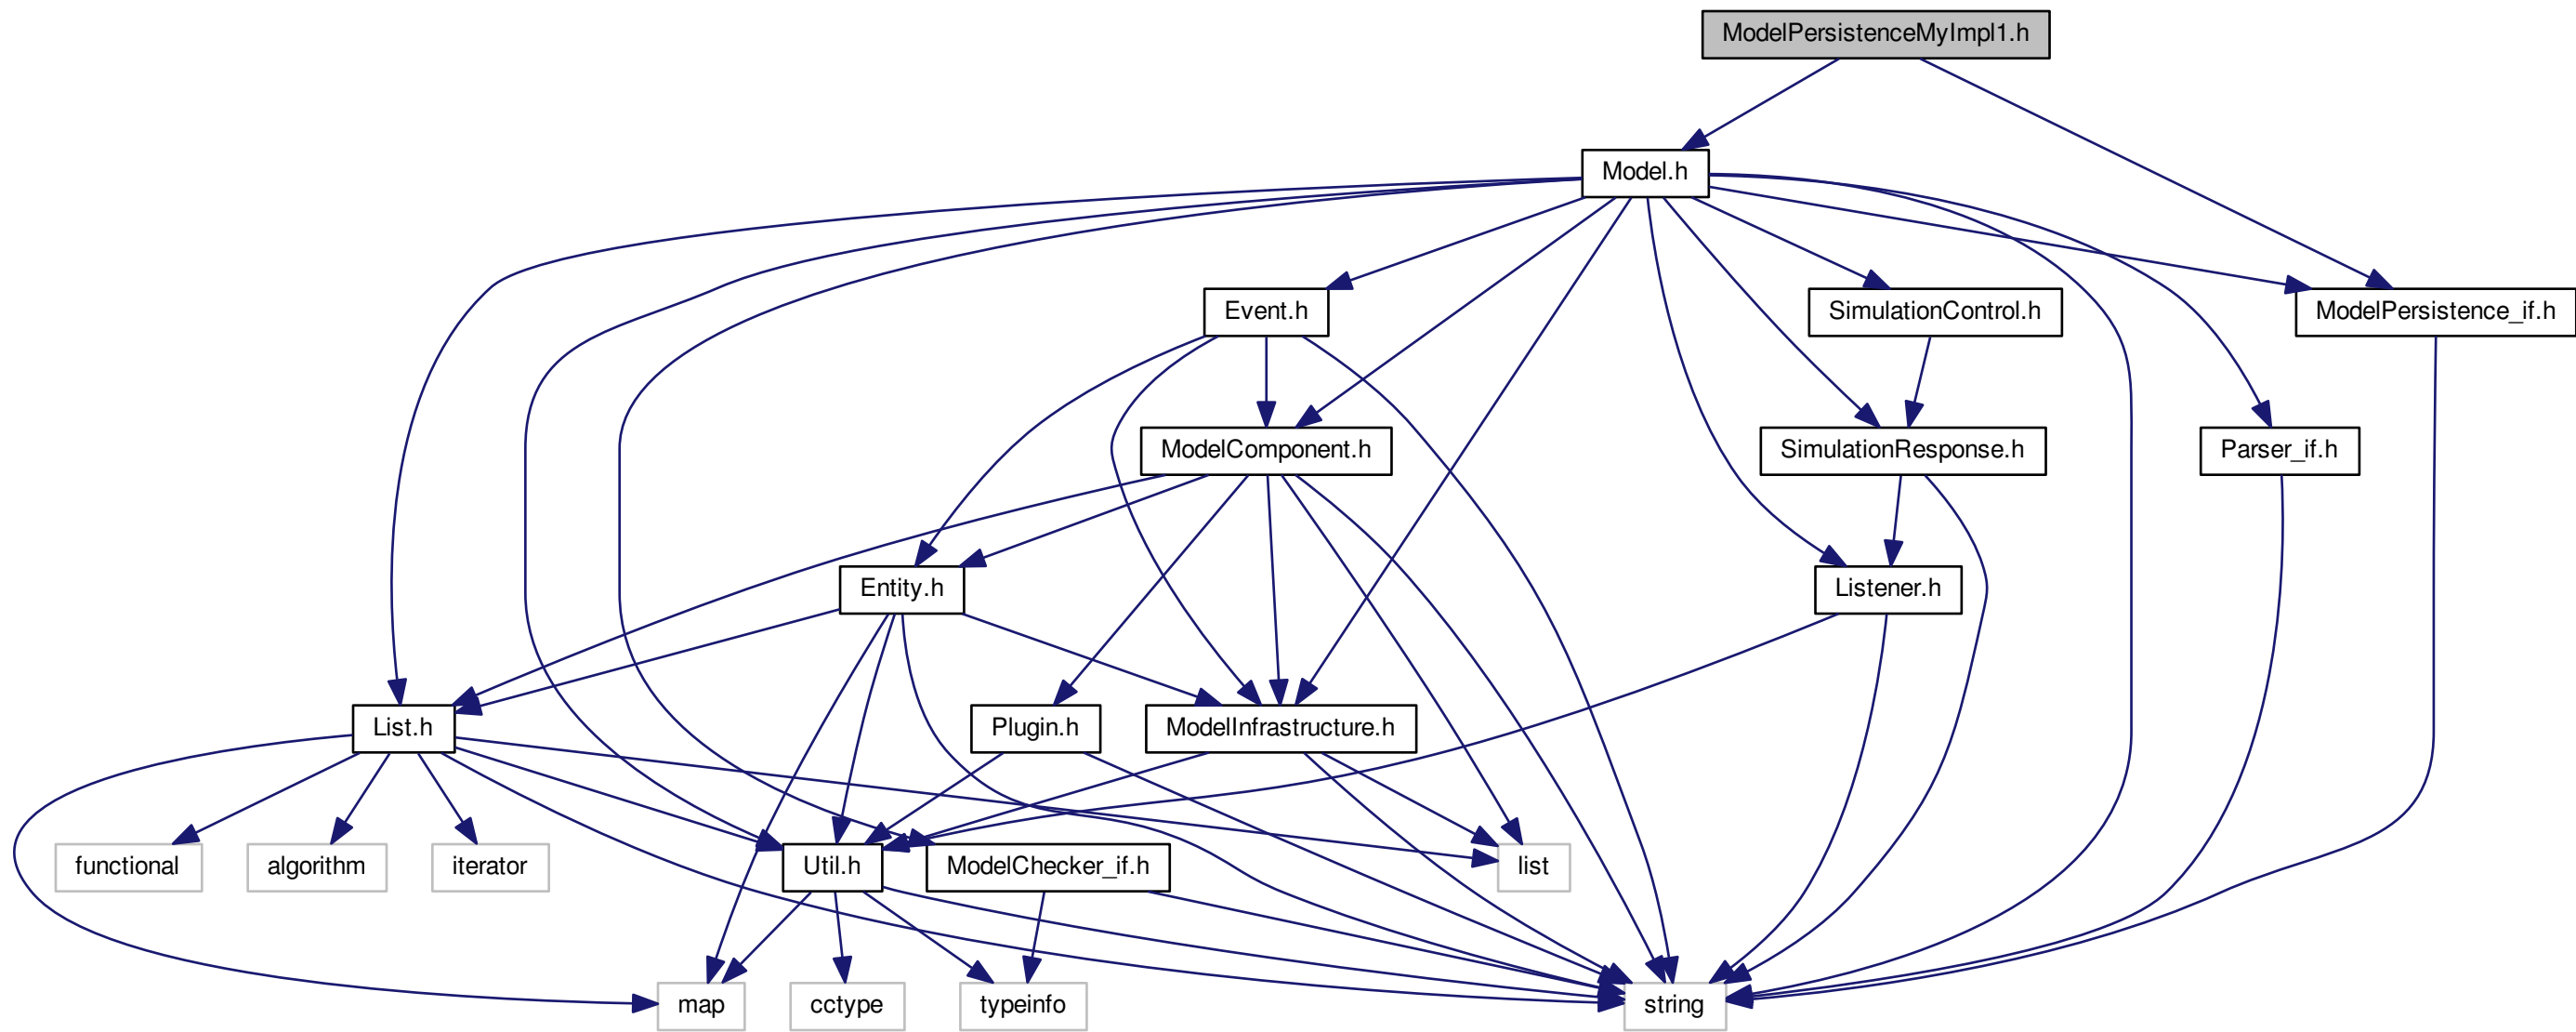 ModelPersistenceMyImpl1.h
Model.h
Event.h
SimulationControl.h
ModelPersistence_if.h
ModelComponent.h
SimulationResponse.h
Parser_if.h
Entity.h
Listener.h
List.h
Plugin.h
ModelInfrastructure.h
functional
algorithm
iterator
Util.h
ModelChecker_if.h
list
map
cctype
typeinfo
string